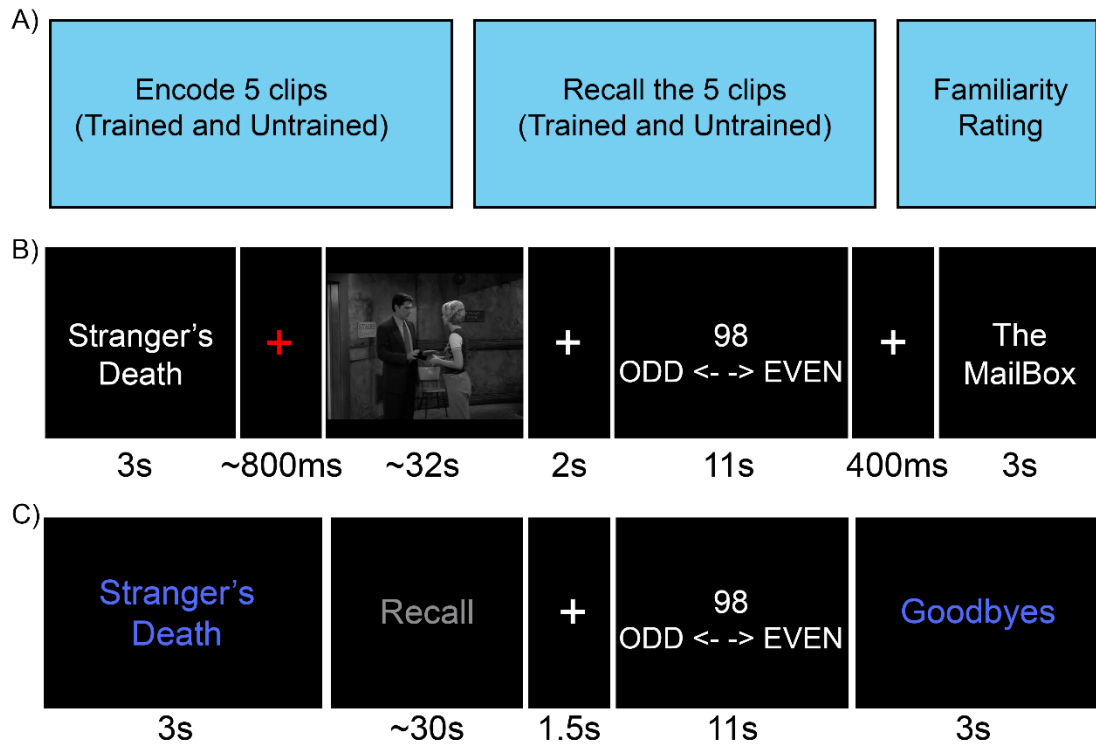 A)
Encode 5 clips
(Trained and Untrained)
Recall the 5 clips
(Trained and Untrained)
Familiarity
Rating
B)
Stranger's
Death
+
+
98
ODD <- -> EVEN
+
The
MailBox
3s
~800ms
~32s
2s
11s
400ms
3s
C)
Stranger's
Death
Recall
+
98
ODD <- -> EVEN
Goodbyes
3s
~30s
1.5s
11s
3s